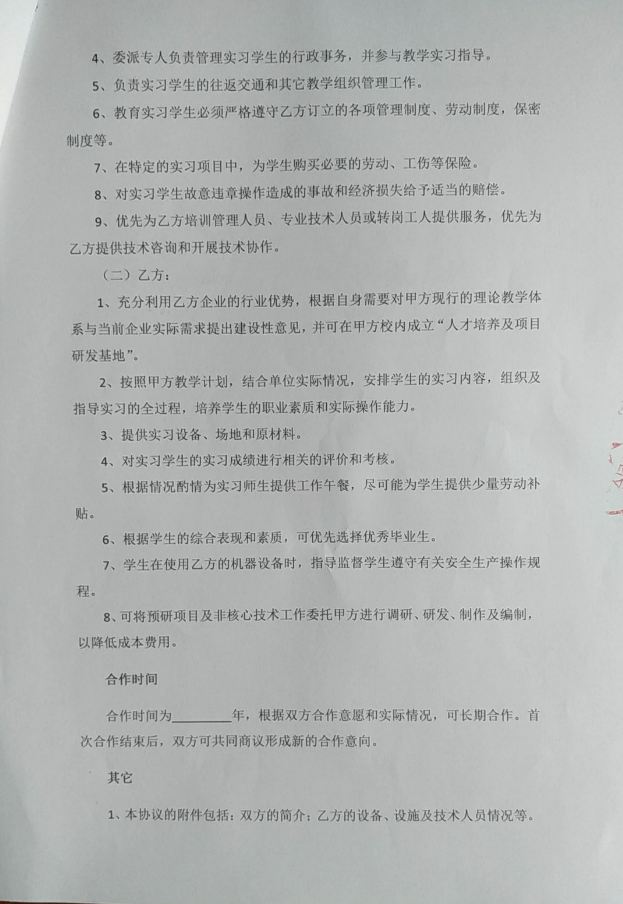 4、委派专人负责管理实习学生的行政事务，并参与教学实习指导。
5、负责实习学生的往返交通和其它教学组织管理工作。
6、教育实习学生必须严格遵守乙方订立的各项管理制度、劳动制度，保密
制度等。
7、在特定的实习项目中，为学生购买必要的劳动、工伤等保险。
8、对实习学生故意违章操作造成的事故和经济损失给予适当的赔偿。
9、优先为乙方培训管理人员、专业技术人员或转岗工人提供服务，优先为
乙方提供技术咨询和开展技术协作。
（二）乙方：
1、充分利用乙方企业的行业优势，根据自身需要对甲方现行的理论教学体
系与当前企业实际需求提出建设性意见，并可在甲方校内成立“人才培养及项目
研发基地”。
2、按照甲方教学计划，结合单位实际情况，安排学生的实习内容，组织及
指导实习的全过程，培养学生的职业素质和实际操作能力。
3、提供实习设备、场地和原材料。
4、对实习学生的实习成绩进行相关的评价和考核。
5、根据情况酌情为实习师生提供工作午餐，尽可能为学生提供少量劳动补
贴。
6、根据学生的综合表现和素质，可优先选择优秀毕业生。
7、学生在使用乙方的机器设备时，指导监督学生遵守有关安全生产操作规
程。
8、可将预研项目及非核心技术工作委托甲方进行调研、研发、制作及编制，
以降低成本费用。
合作时间
合作时间为_________年，根据双方合作意愿和实际情况，可长期合作。首
次合作结束后，双方可共同商议形成新的合作意向。
其它
1、本协议的附件包括：双方的简介；乙方的设备、设施及技术人员情况等。